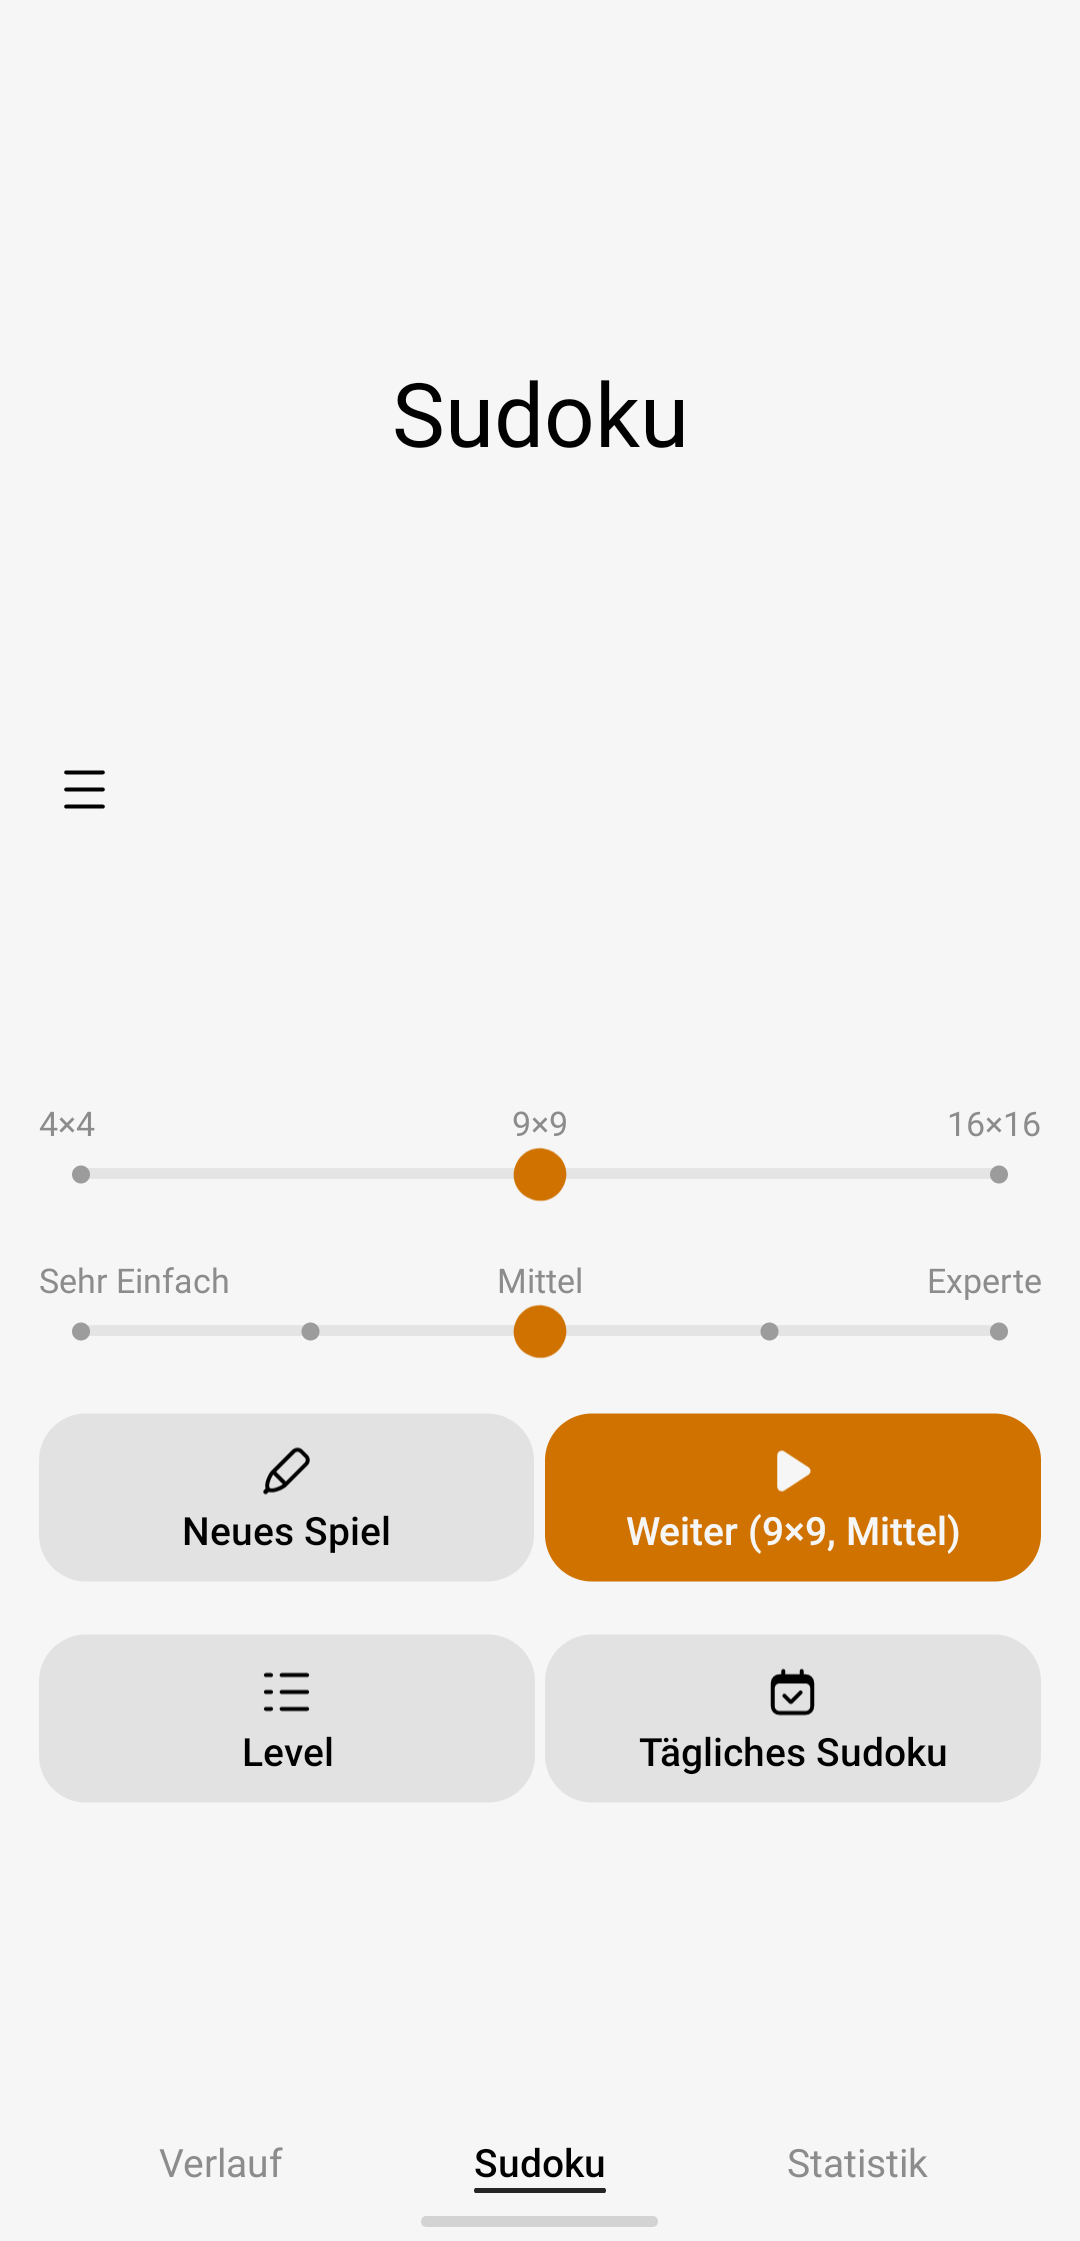 Sudoku
4×4 9×9 16×16
Sehr Einfach Mittel Experte
Neues Spiel Weiter (9×9, Mittel)
Level Tägliches Sudoku
Verlauf Sudoku Statistik